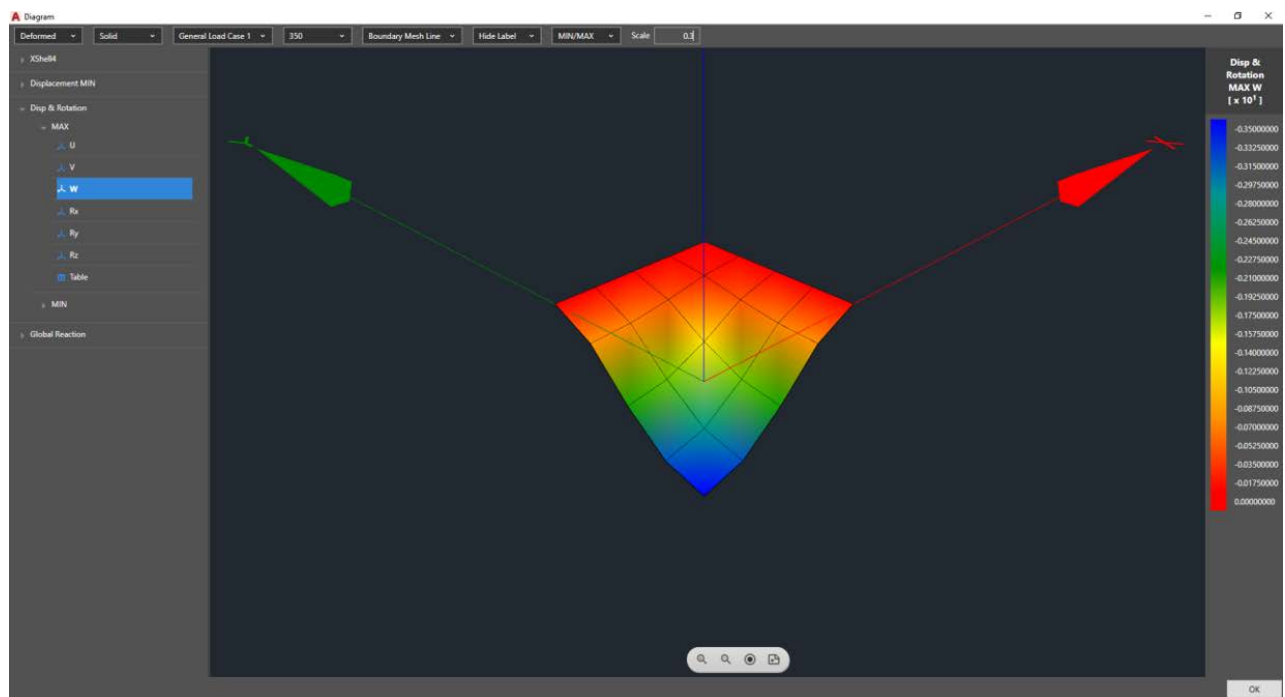 Diagram
Deformed Solid General Load Case 1 350 Boundary Mesh Line Hide Label MIN/MAX Scale 0.3
XShell4
Displacement MIN
Disp & Rotation
MAX
U
V
W
Rx
Ry
Rz
Table
MIN
Global Reaction
Y
X
Disp &
Rotation
MAX W
[ x 10¹ ]
-0.35000000
-0.33250000
-0.31500000
-0.29750000
-0.28000000
-0.26250000
-0.24500000
-0.22750000
-0.21000000
-0.19250000
-0.17500000
-0.15750000
-0.14000000
-0.12250000
-0.10500000
-0.08750000
-0.07000000
-0.05250000
-0.03500000
-0.01750000
0.00000000
OK